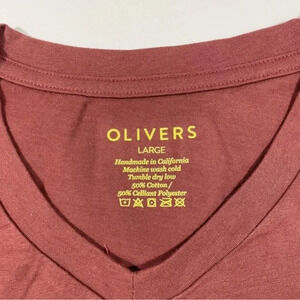 OLIVERS
LARGE
Handmade in California
Machine wash cold
Tumble dry low
50% Cotton /
50% Celliant Polyester